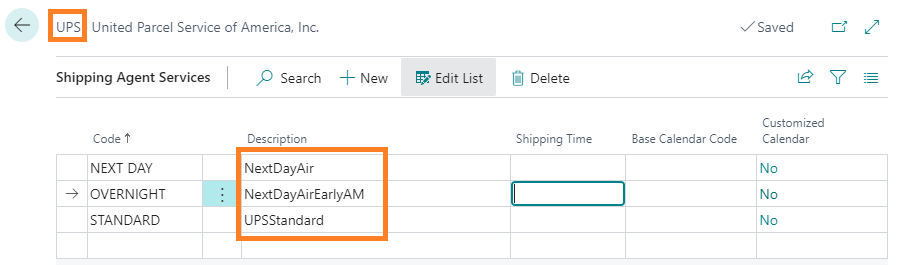 UPS United Parcel Service of America, Inc. Saved
Shipping Agent Services Search New Edit List Delete
Code ↑ Description Shipping Time Base Calendar Code Customized Calendar
NEXT DAY NextDayAir No
OVERNIGHT NextDayAirEarlyAM No
STANDARD UPSStandard No